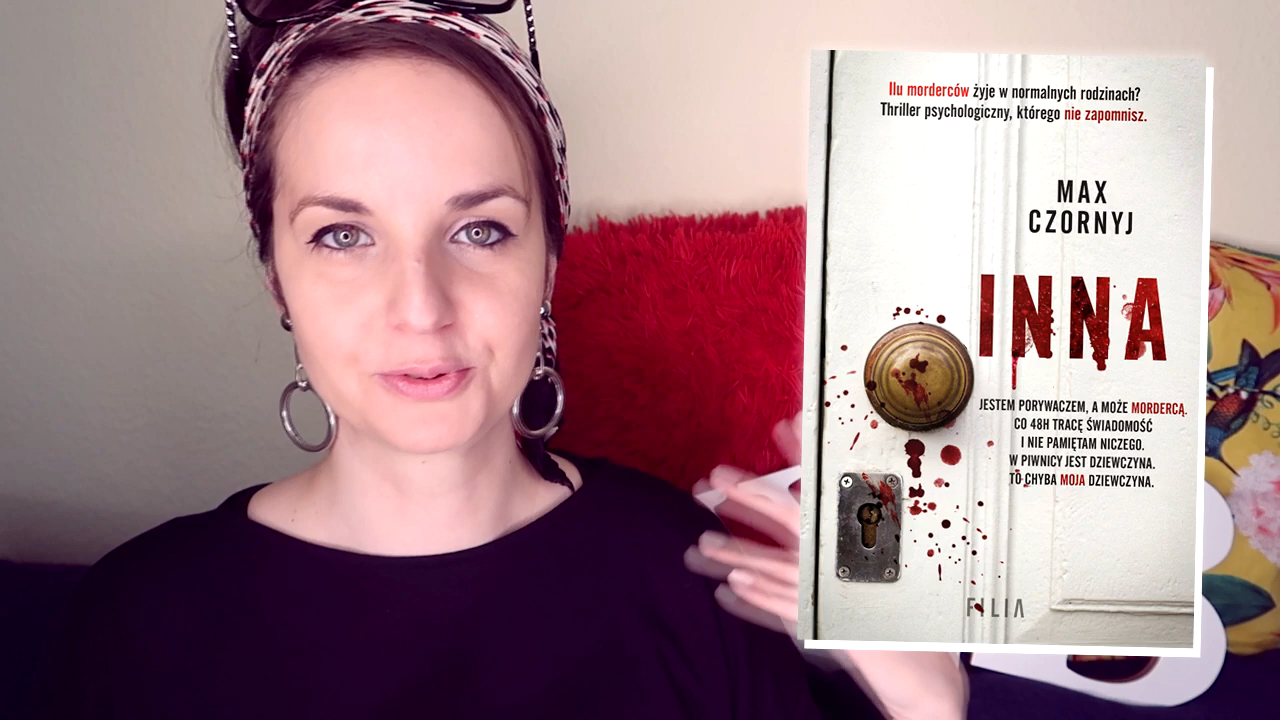 Ilu morderców żyje w normalnych rodzinach?
Thriller psychologiczny, którego nie zapomnisz.
MAX
CZORNYJ
INNA
JESTEM PORYWACZEM, A MOŻE MORDERCĄ.
CO 48H TRACĘ ŚWIADOMOŚĆ
I NIE PAMIĘTAM NICZEGO.
W PIWNICY JEST DZIEWCZYNA.
TO CHYBA MOJA DZIEWCZYNA.
FILIA